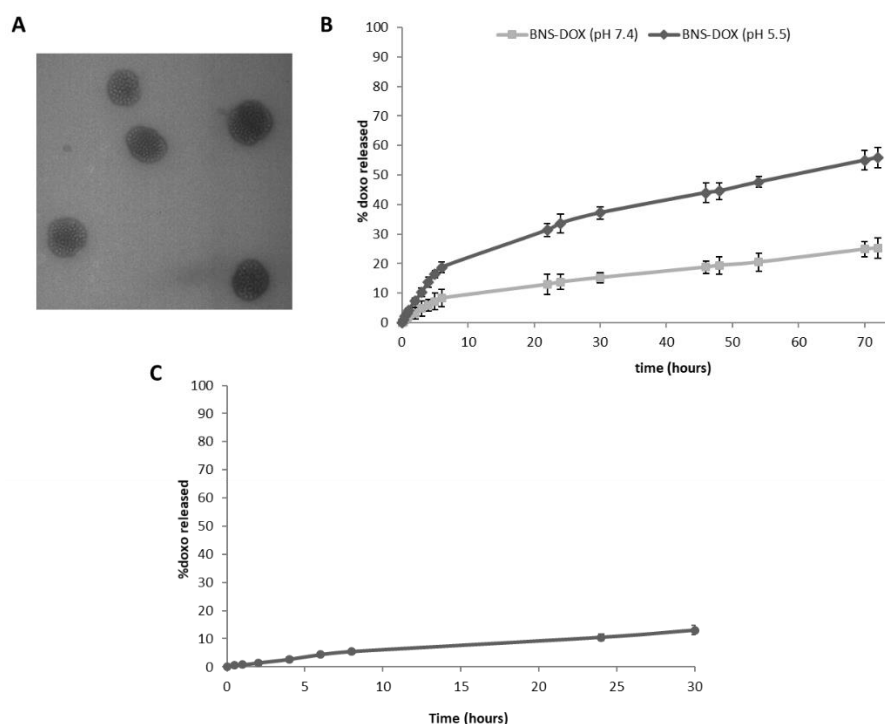 A
B
BNS-DOX (pH 7.4) BNS-DOX (pH 5.5)
100
90
80
70
60
50
40
30
20
10
0
% doxo released
0 10 20 30 40 50 60 70
time (hours)
C
100
90
80
70
60
50
40
30
20
10
0
%doxo released
0 5 10 15 20 25 30
Time (hours)